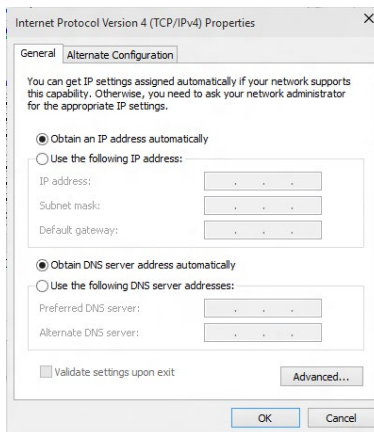 Internet Protocol Version 4 (TCP/IPv4) Properties
General
Alternate Configuration
You can get IP settings assigned automatically if your network supports
this capability. Otherwise, you need to ask your network administrator
for the appropriate IP settings.
Obtain an IP address automatically
Use the following IP address:
IP address:
Subnet mask:
Default gateway:
Obtain DNS server address automatically
Use the following DNS server addresses:
Preferred DNS server:
Alternate DNS server:
Validate settings upon exit
Advanced...
OK
Cancel